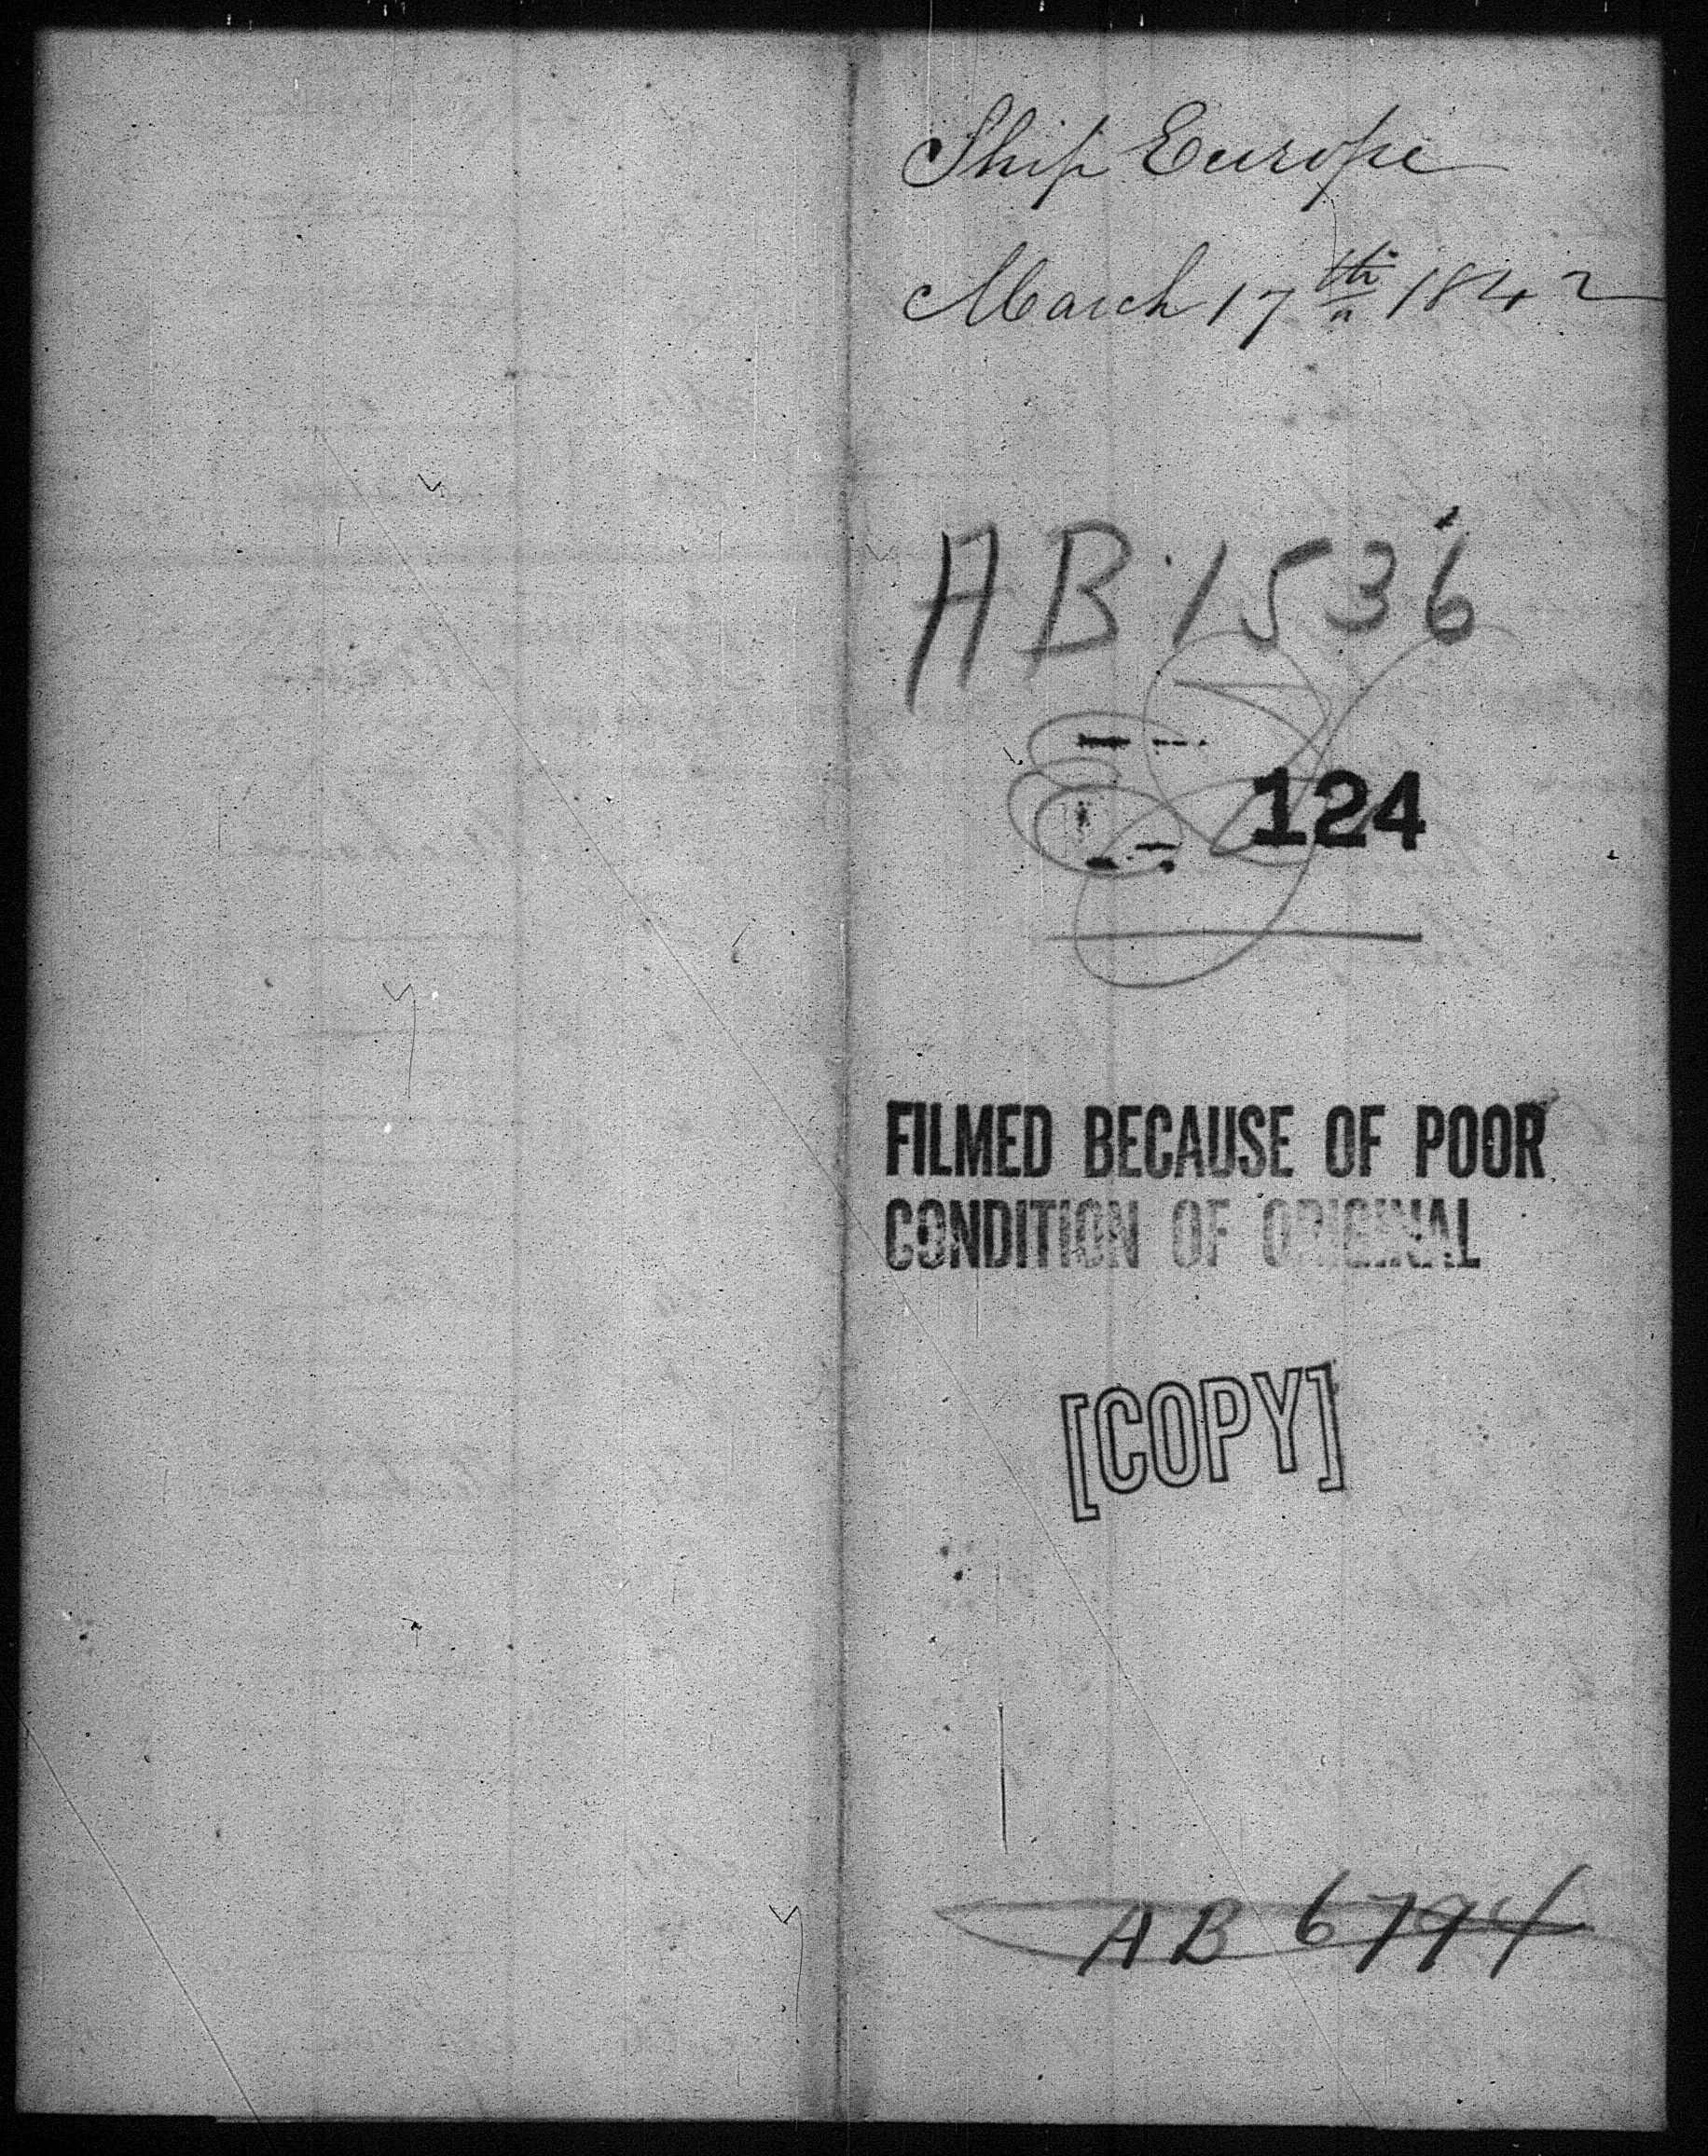 Ship Europe
March 17th 1842
AB 1536
124
FILMED BECAUSE OF POOR
CONDITION OF ORIGINAL
[COPY]
AB 6794